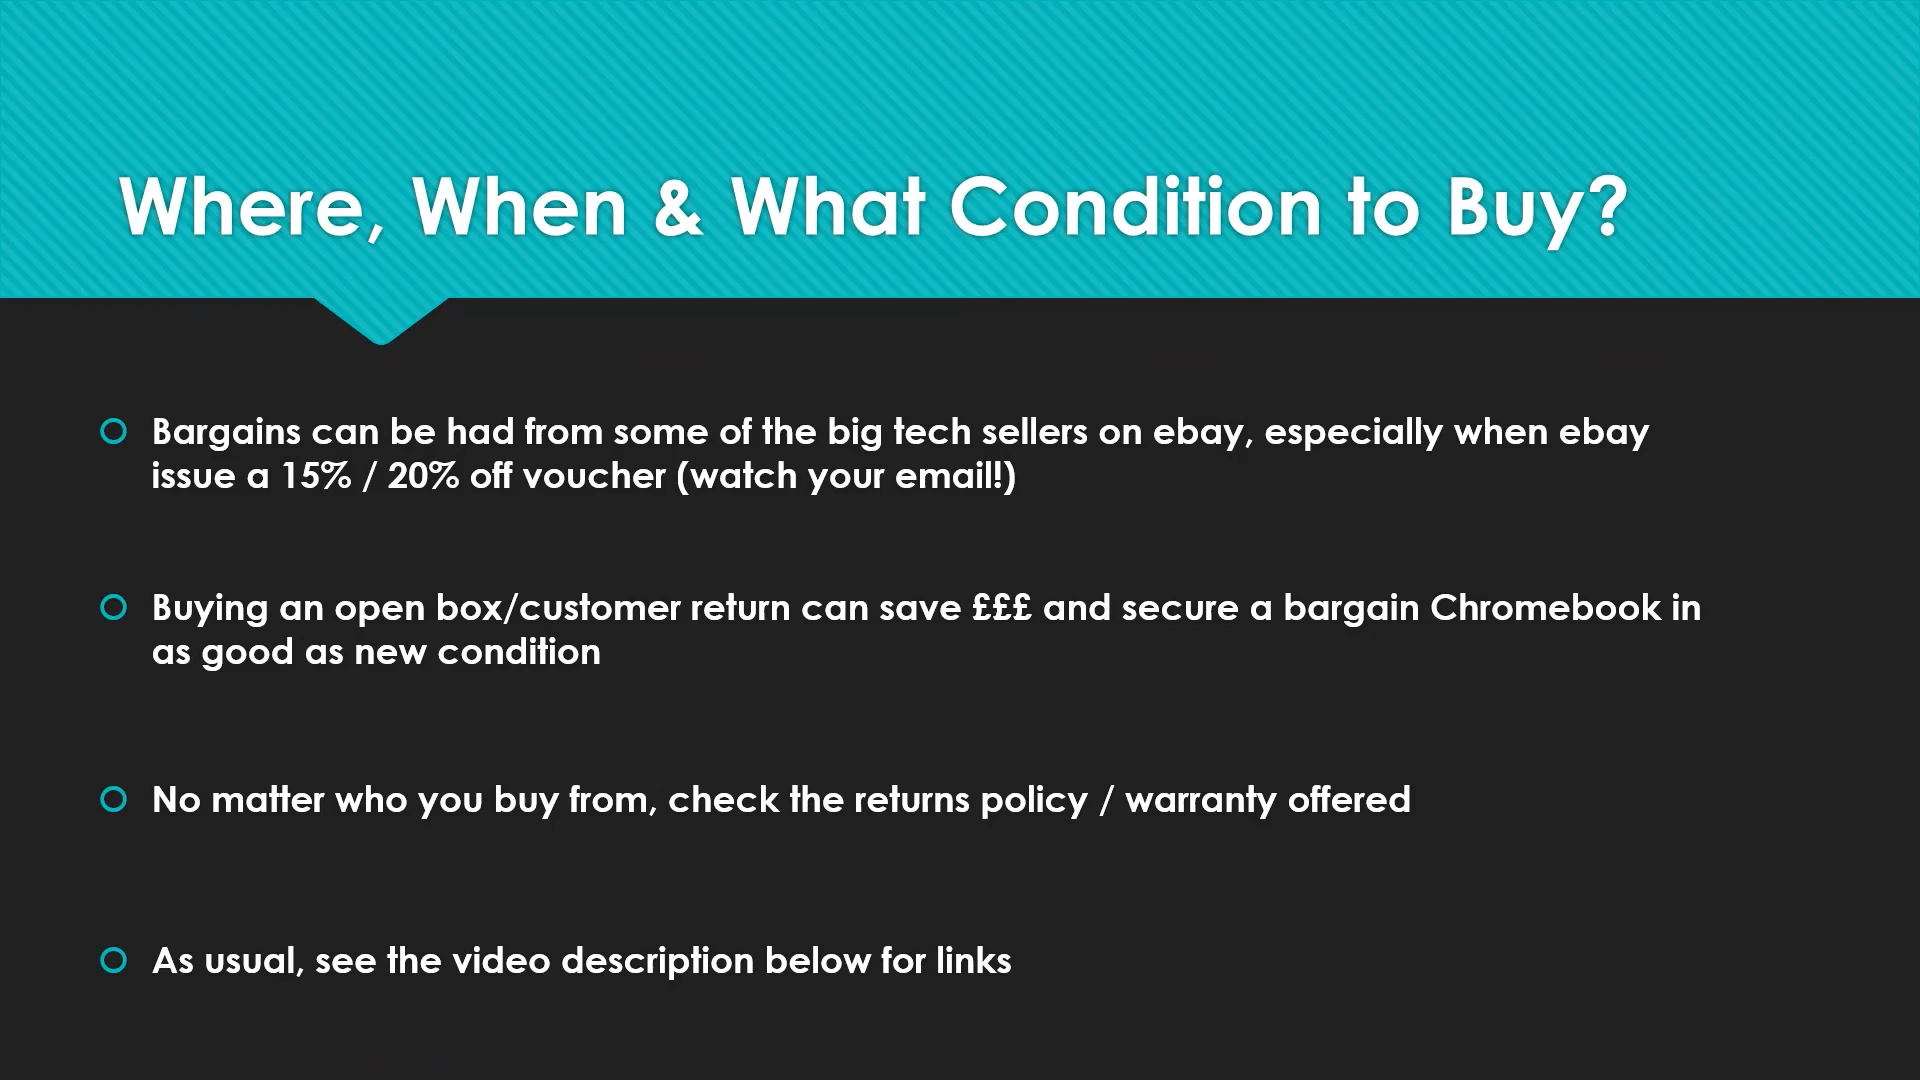 Where, When & What Condition to Buy?
Bargains can be had from some of the big tech sellers on ebay, especially when ebay
issue a 15% / 20% off voucher (watch your email!)
Buying an open box/customer return can save £££ and secure a bargain Chromebook in
as good as new condition
No matter who you buy from, check the returns policy / warranty offered
As usual, see the video description below for links